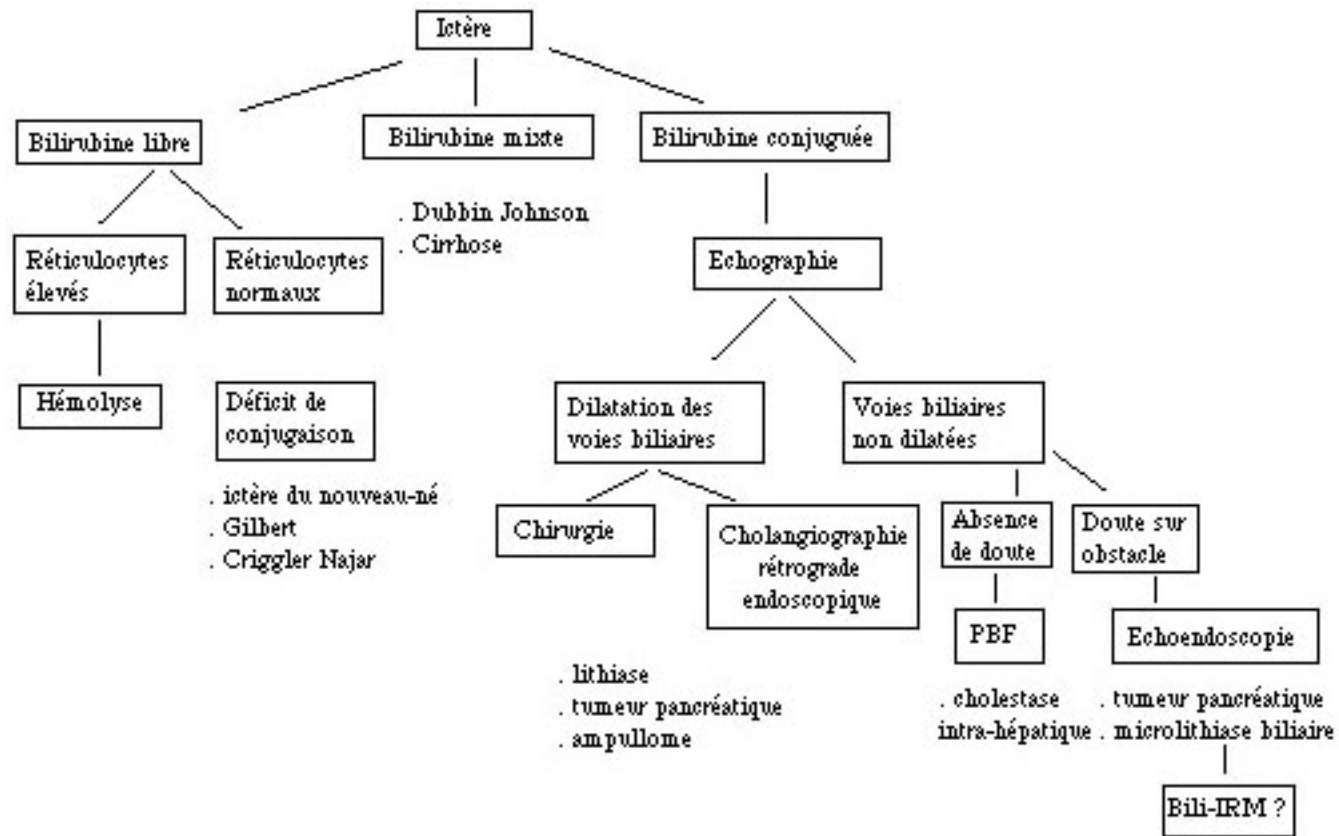 Ictère
Bilirubine libre
Bilirubine mixte
Bilirubine conjuguée
. Dubbin Johnson
. Cirrhose
Réticulocytes
élevés
Réticulocytes
normaux
Echographie
Hémolyse
Déficit de
conjugaison
. ictère du nouveau-né
. Gilbert
. Criggler Najar
Dilatation des
voies biliaires
Voies biliaires
non dilatées
Chirurgie
Cholangiographie
rétrograde
endoscopique
Absence
de doute
Doute sur
obstacle
PBF
Echoendoscopie
. lithiase
. tumeur pancréatique
. ampullome
. cholestase
intra-hépatique
. tumeur pancréatique
. microlithiase biliaire
Bili-IRM ?